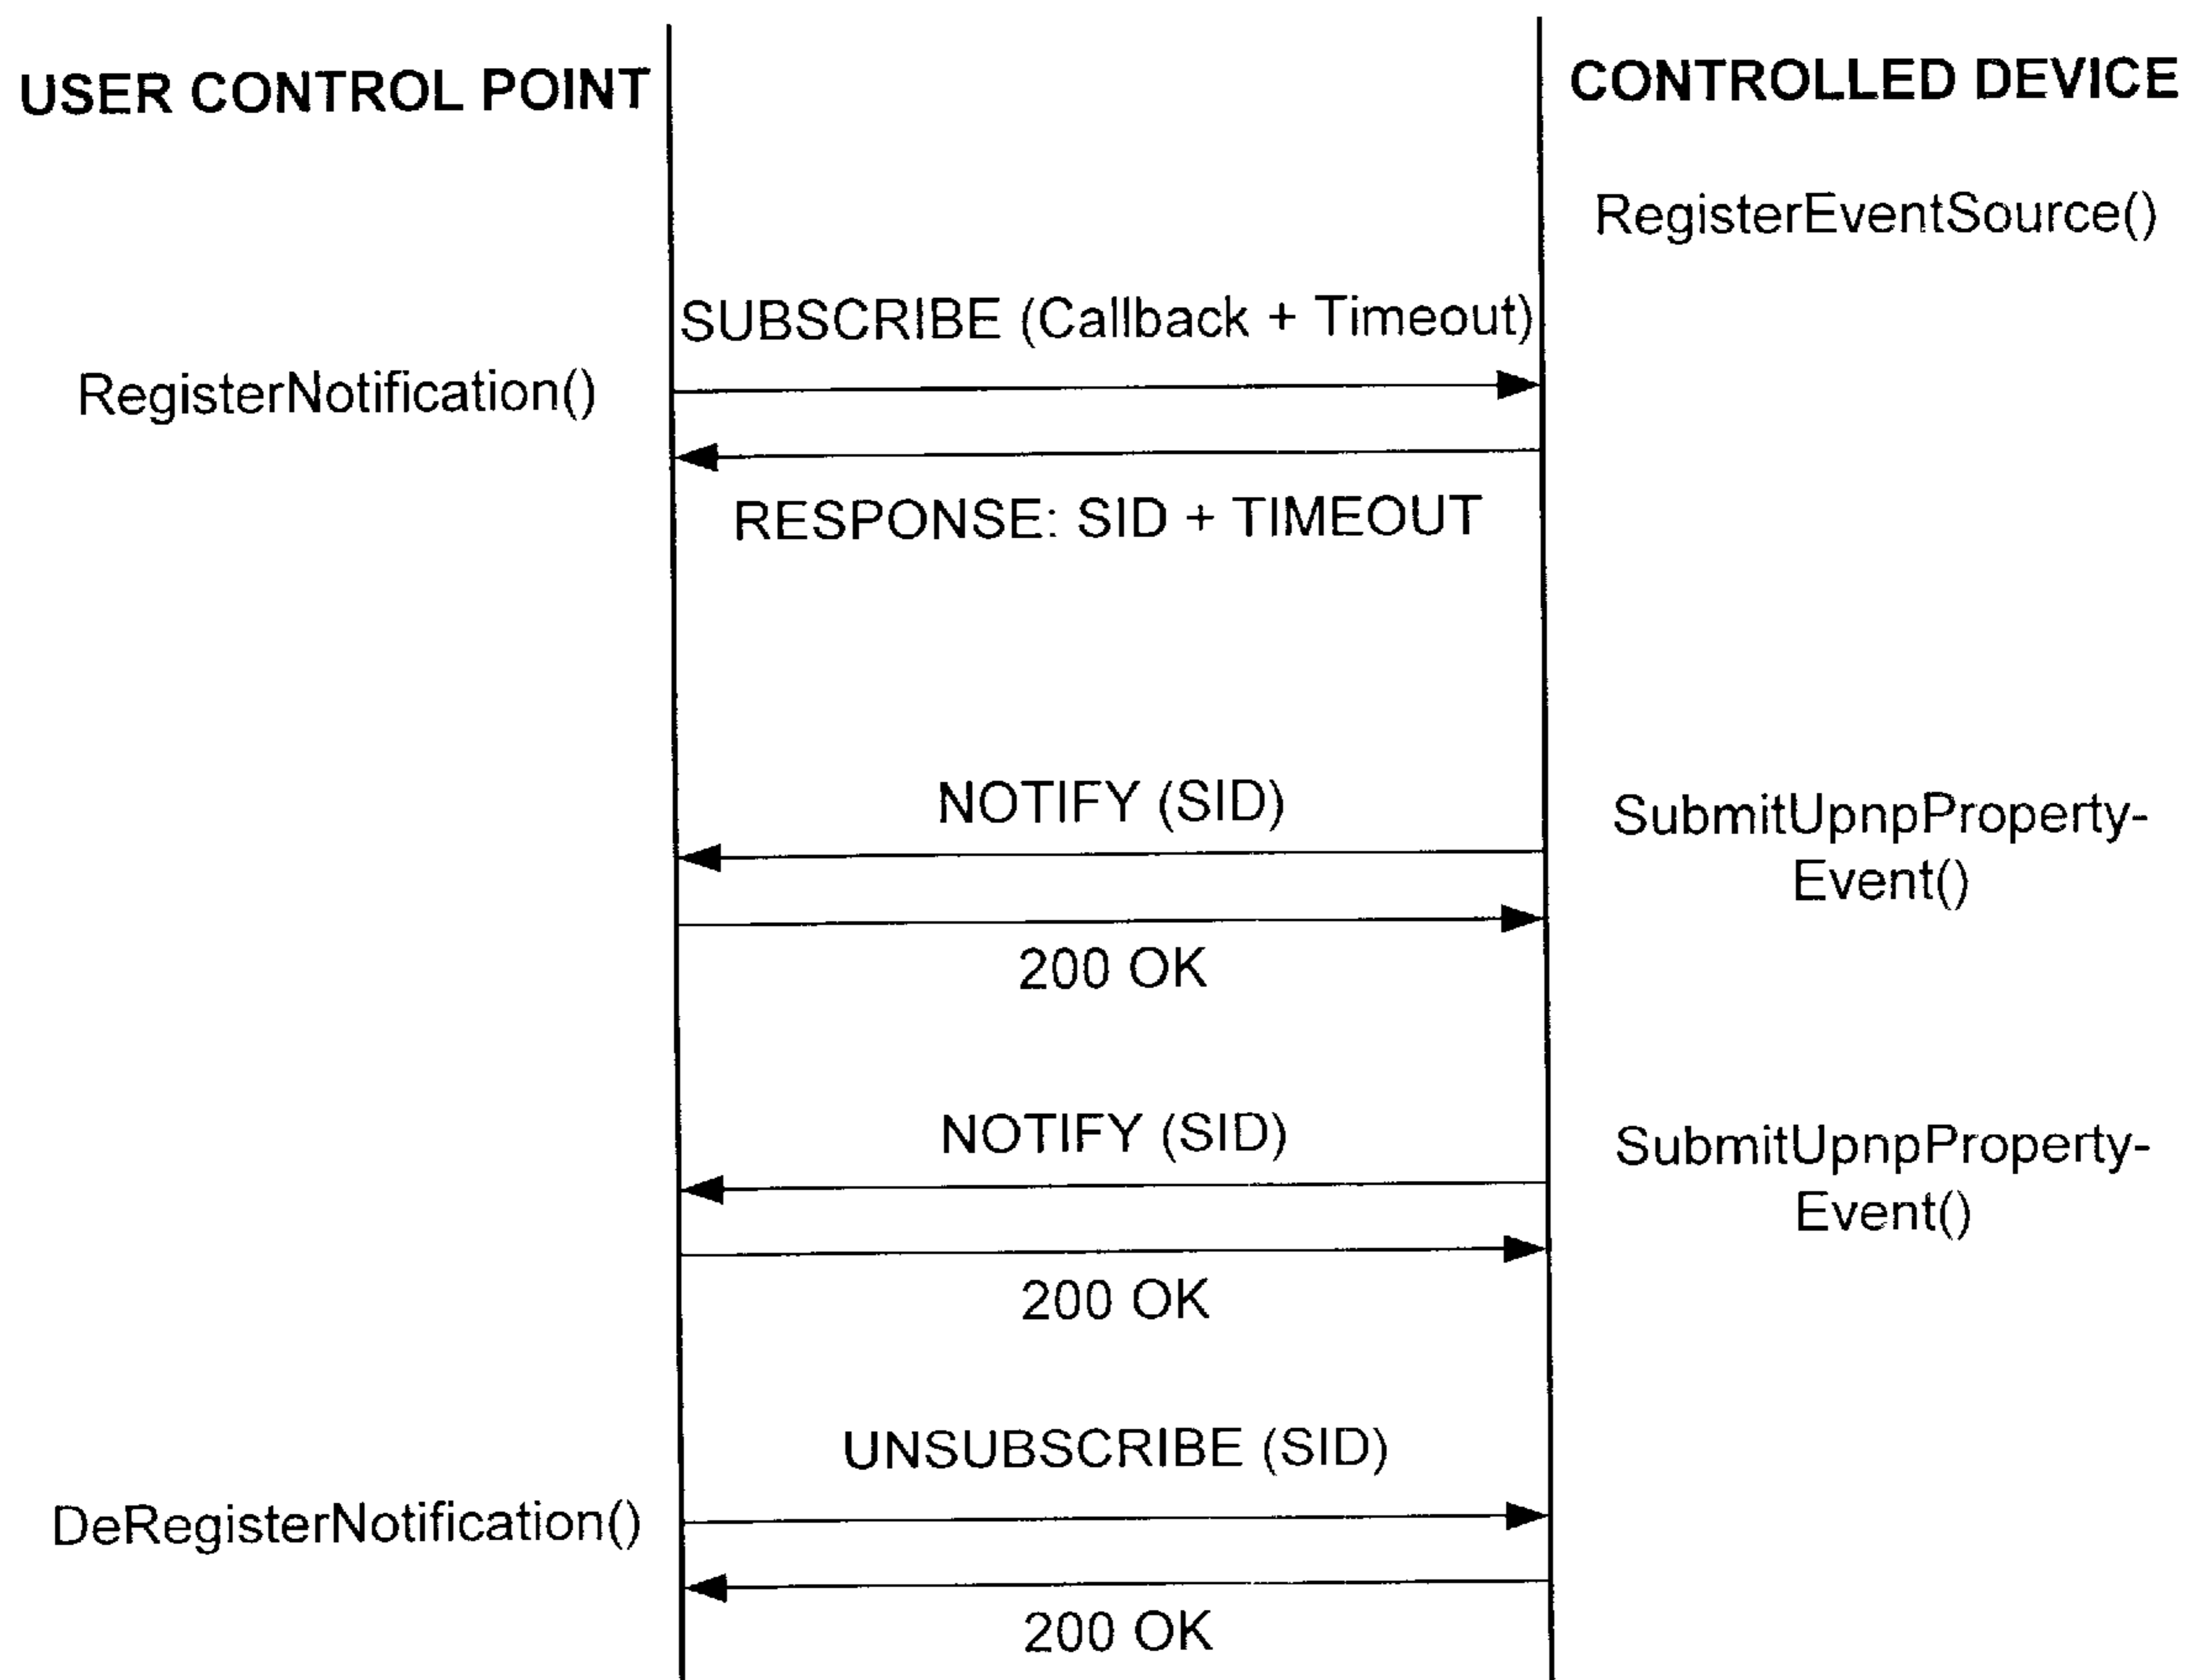 USER CONTROL POINT
CONTROLLED DEVICE
RegisterEventSource()
SUBSCRIBE (Callback + Timeout)
RegisterNotification()
RESPONSE: SID + TIMEOUT
NOTIFY (SID)
SubmitUpnpProperty-
Event()
200 OK
NOTIFY (SID)
SubmitUpnpProperty-
Event()
200 OK
UNSUBSCRIBE (SID)
DeRegisterNotification()
200 OK